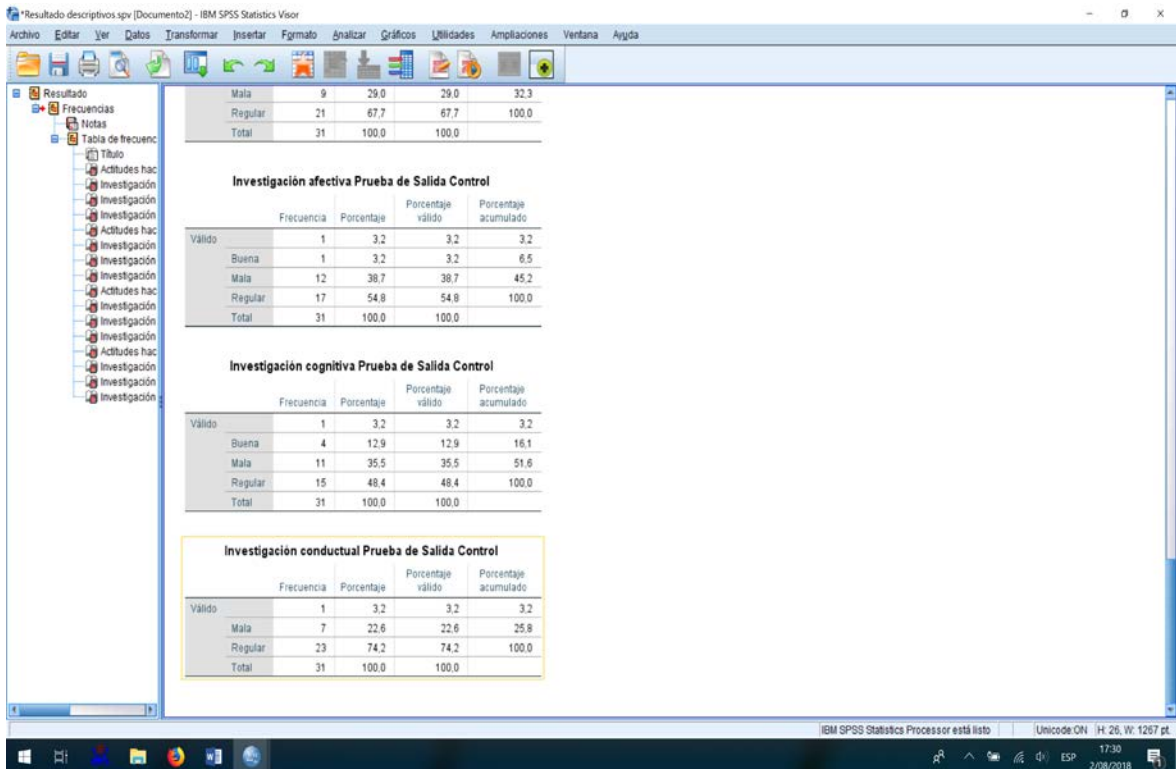 *Resultado descriptivos.spv [Documento2] - IBM SPSS Statistics Visor
Archivo Editar Ver Datos Transformar Insertar Formato Analizar Gráficos Utilidades Ampliaciones Ventana Ayuda
Resultado
Frecuencias
Notas
Tabla de frecuenc
Título
Actitudes hac
Investigación
Investigación
Investigación
Actitudes hac
Investigación
Investigación
Investigación
Actitudes hac
Investigación
Investigación
Investigación
Actitudes hac
Investigación
Investigación
Investigación
Mala 9 29,0 29,0 32,3
Regular 21 67,7 67,7 100,0
Total 31 100,0 100,0
Investigación afectiva Prueba de Salida Control
Frecuencia Porcentaje Porcentaje válido Porcentaje acumulado
Válido 1 3,2 3,2 3,2
Buena 1 3,2 3,2 6,5
Mala 12 38,7 38,7 45,2
Regular 17 54,8 54,8 100,0
Total 31 100,0 100,0
Investigación cognitiva Prueba de Salida Control
Frecuencia Porcentaje Porcentaje válido Porcentaje acumulado
Válido 1 3,2 3,2 3,2
Buena 4 12,9 12,9 16,1
Mala 11 35,5 35,5 51,6
Regular 15 48,4 48,4 100,0
Total 31 100,0 100,0
Investigación conductual Prueba de Salida Control
Frecuencia Porcentaje Porcentaje válido Porcentaje acumulado
Válido 1 3,2 3,2 3,2
Mala 7 22,6 22,6 25,8
Regular 23 74,2 74,2 100,0
Total 31 100,0 100,0
IBM SPSS Statistics Processor está listo Unicode:ON H: 26, W: 1267 pt.
ESP 17:30
2/08/2018